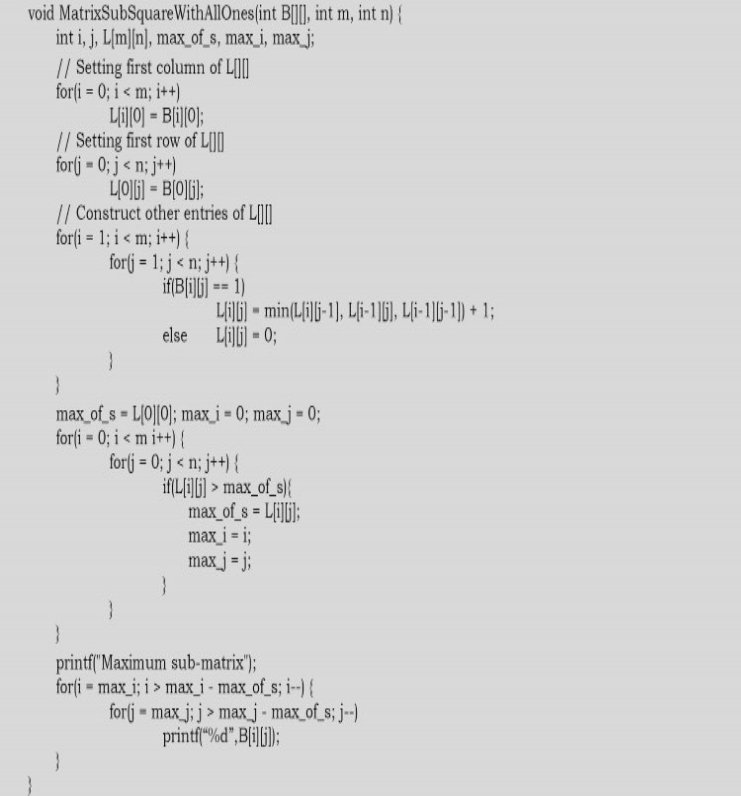 void MatrixSubSquareWithAllOnes(int B[][], int m, int n) {
int i, j, L[m][n], max_of_s, max_i, max_j;
// Setting first column of L[][]
for(i = 0; i < m; i++)
L[i][0] = B[i][0];
// Setting first row of L[][]
for(j = 0; j < n; j++)
L[0][j] = B[0][j];
// Construct other entries of L[][]
for(i = 1; i < m; i++) {
for(j = 1; j < n; j++) {
if(B[i][j] == 1)
L[i][j] = min(L[i][j-1], L[i-1][j], L[i-1][j-1]) + 1;
else L[i][j] = 0;
}
}
max_of_s = L[0][0]; max_i = 0; max_j = 0;
for(i = 0; i < m i++) {
for(j = 0; j < n; j++) {
if(L[i][j] > max_of_s){
max_of_s = L[i][j];
max_i = i;
max_j = j;
}
}
}
printf("Maximum sub-matrix");
for(i = max_i; i > max_i - max_of_s; i--) {
for(j = max_j; j > max_j - max_of_s; j--)
printf(“%d”,B[i][j]);
}
}